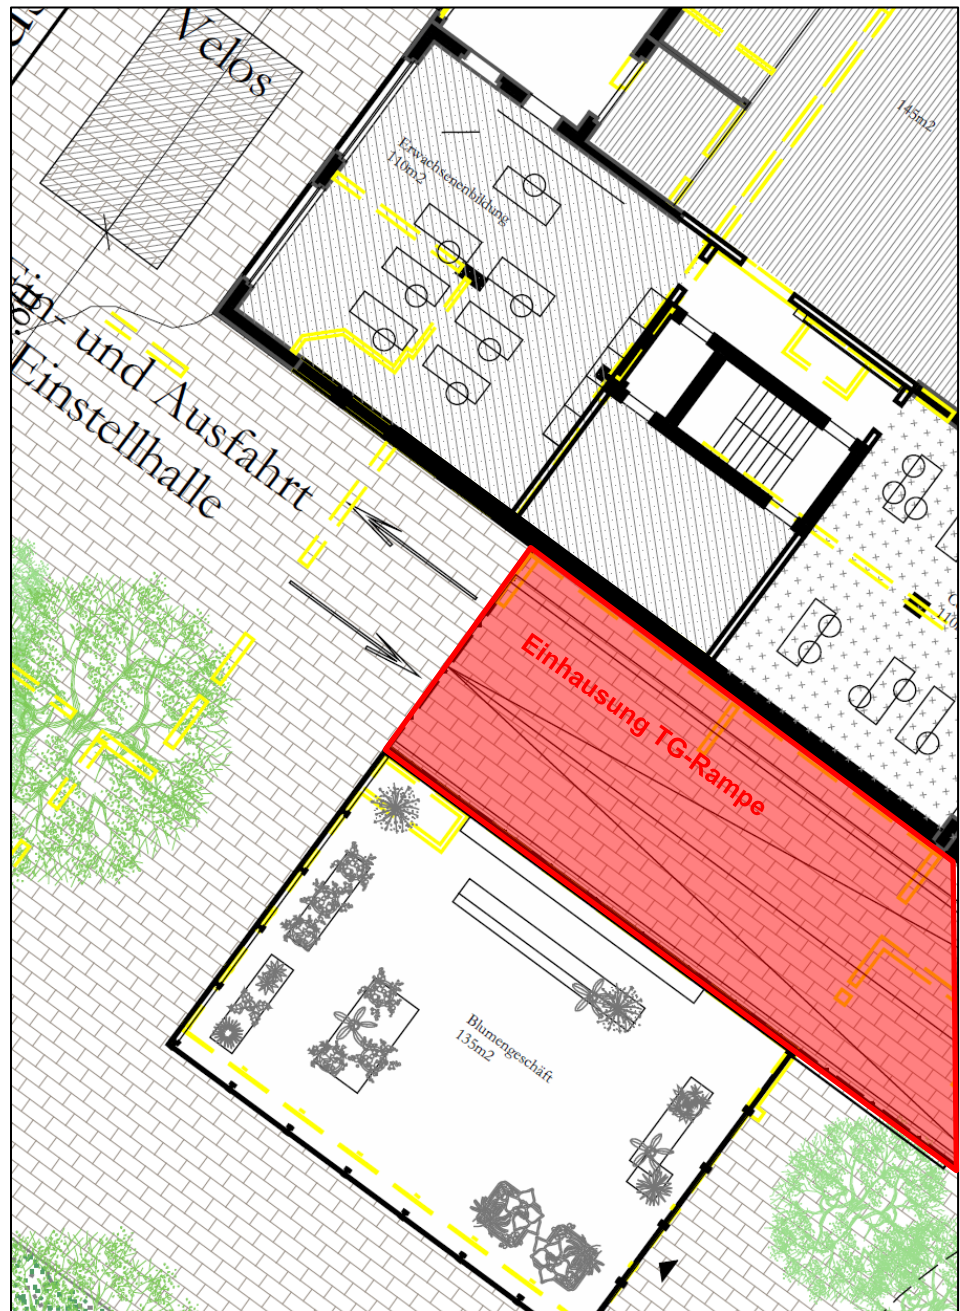 Velos
145m2
Erwachsenenbildung
110m2
Ein- und Ausfahrt
Einstellhalle
Einhausung TG-Rampe
Blumengeschäft
135m2